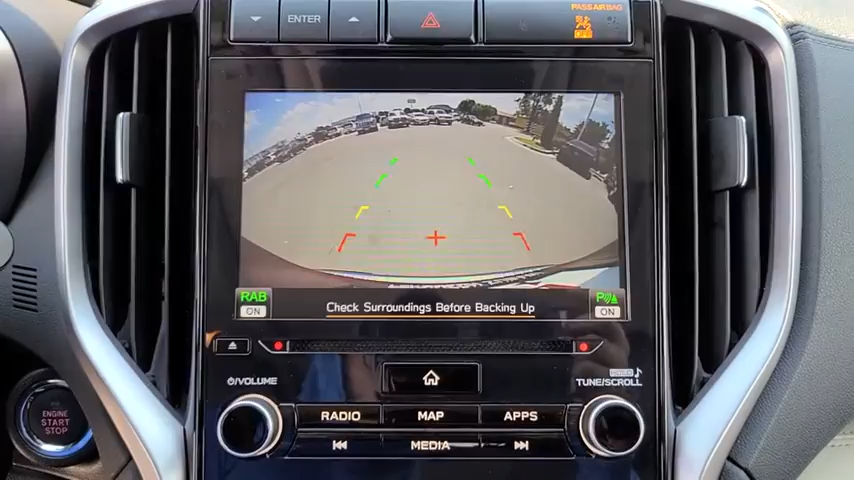 ENTER
PASS AIRBAG
OFF
RAB
ON
Check Surroundings Before Backing Up
P
ON
VOLUME
TUNE/SCROLL
RADIO
MAP
APPS
MEDIA
ENGINE
START
STOP